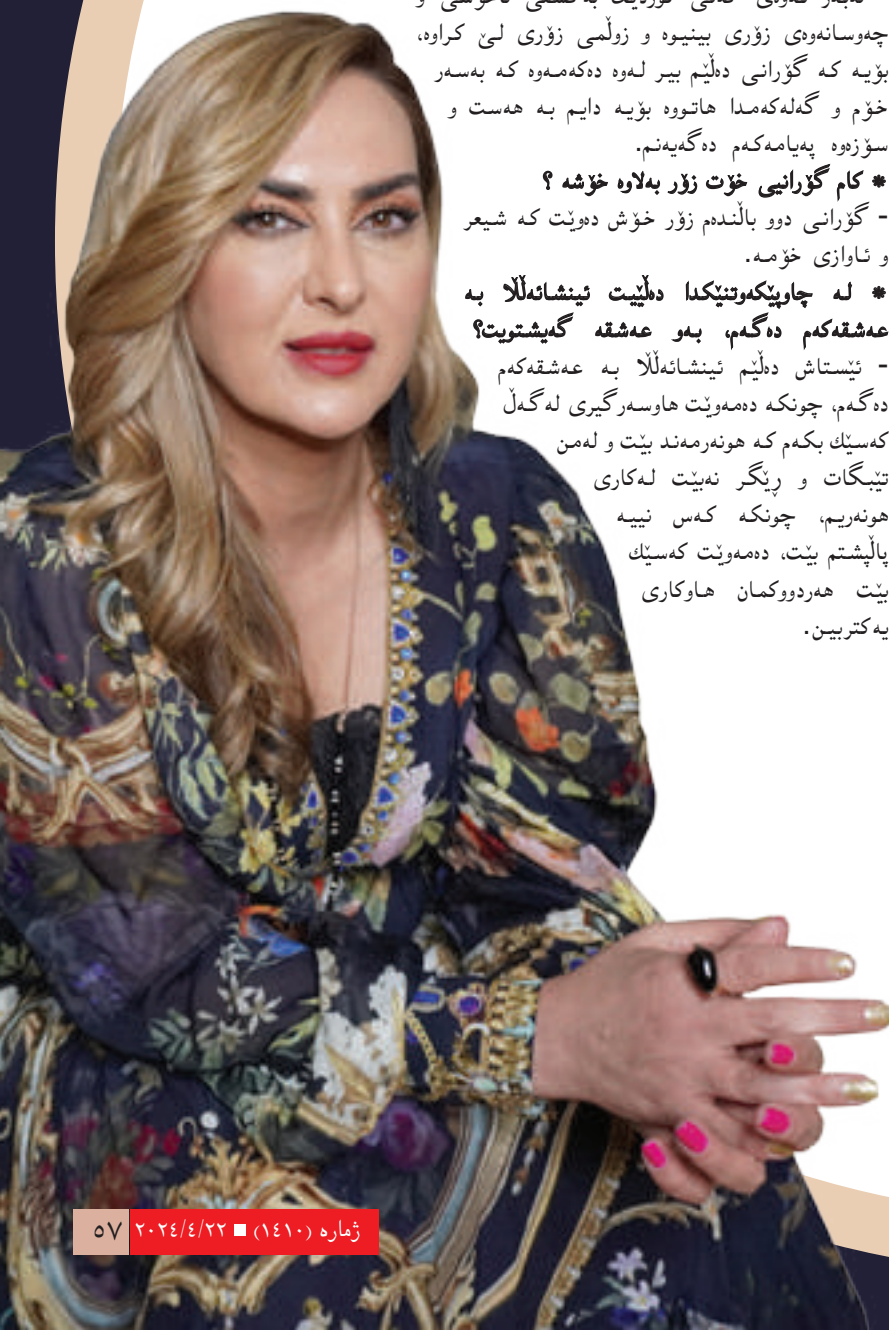 چەوسانەوەی زۆری بینیوە و زوڵمی زۆری لێ کراوە،
بۆیە کە گۆرانی دەڵێم بیر لەوە دەکەمەوە کە بەسەر
خۆم و گەلەکەمدا هاتووە بۆیە دایم بە هەست و
سۆزەوە پەیامەکەم دەگەیەنم.
* کام گۆرانیی خۆت زۆر بەلاوە خۆشە ؟
- گۆرانی دوو باڵندەم زۆر خۆش دەوێت کە شیعر
و ئاوازی خۆمە.
* لە چاوپێکەوتنێکدا دەڵێیت ئینشائەڵڵا بە
عەشقەکەم دەگەم، بەو عەشقە گەیشتویت؟
- ئێستاش دەڵێم ئینشائەڵڵا بە عەشقەکەم
دەگەم، چونکە دەمەوێت هاوسەرگیری لەگەڵ
کەسێك بکەم کە هونەرمەند بێت و لەمن
تێبگات و ڕێگر نەبێت لەکاری
هونەریم، چونکە کەس نییە
پاڵپشتم بێت، دەمەوێت کەسێك
بێت هەردووکمان هاوکاری
یەکتربین.
ژمارە (١٤١٠) ■ ٢٠٢٤/٤/٢٢ ٥٧